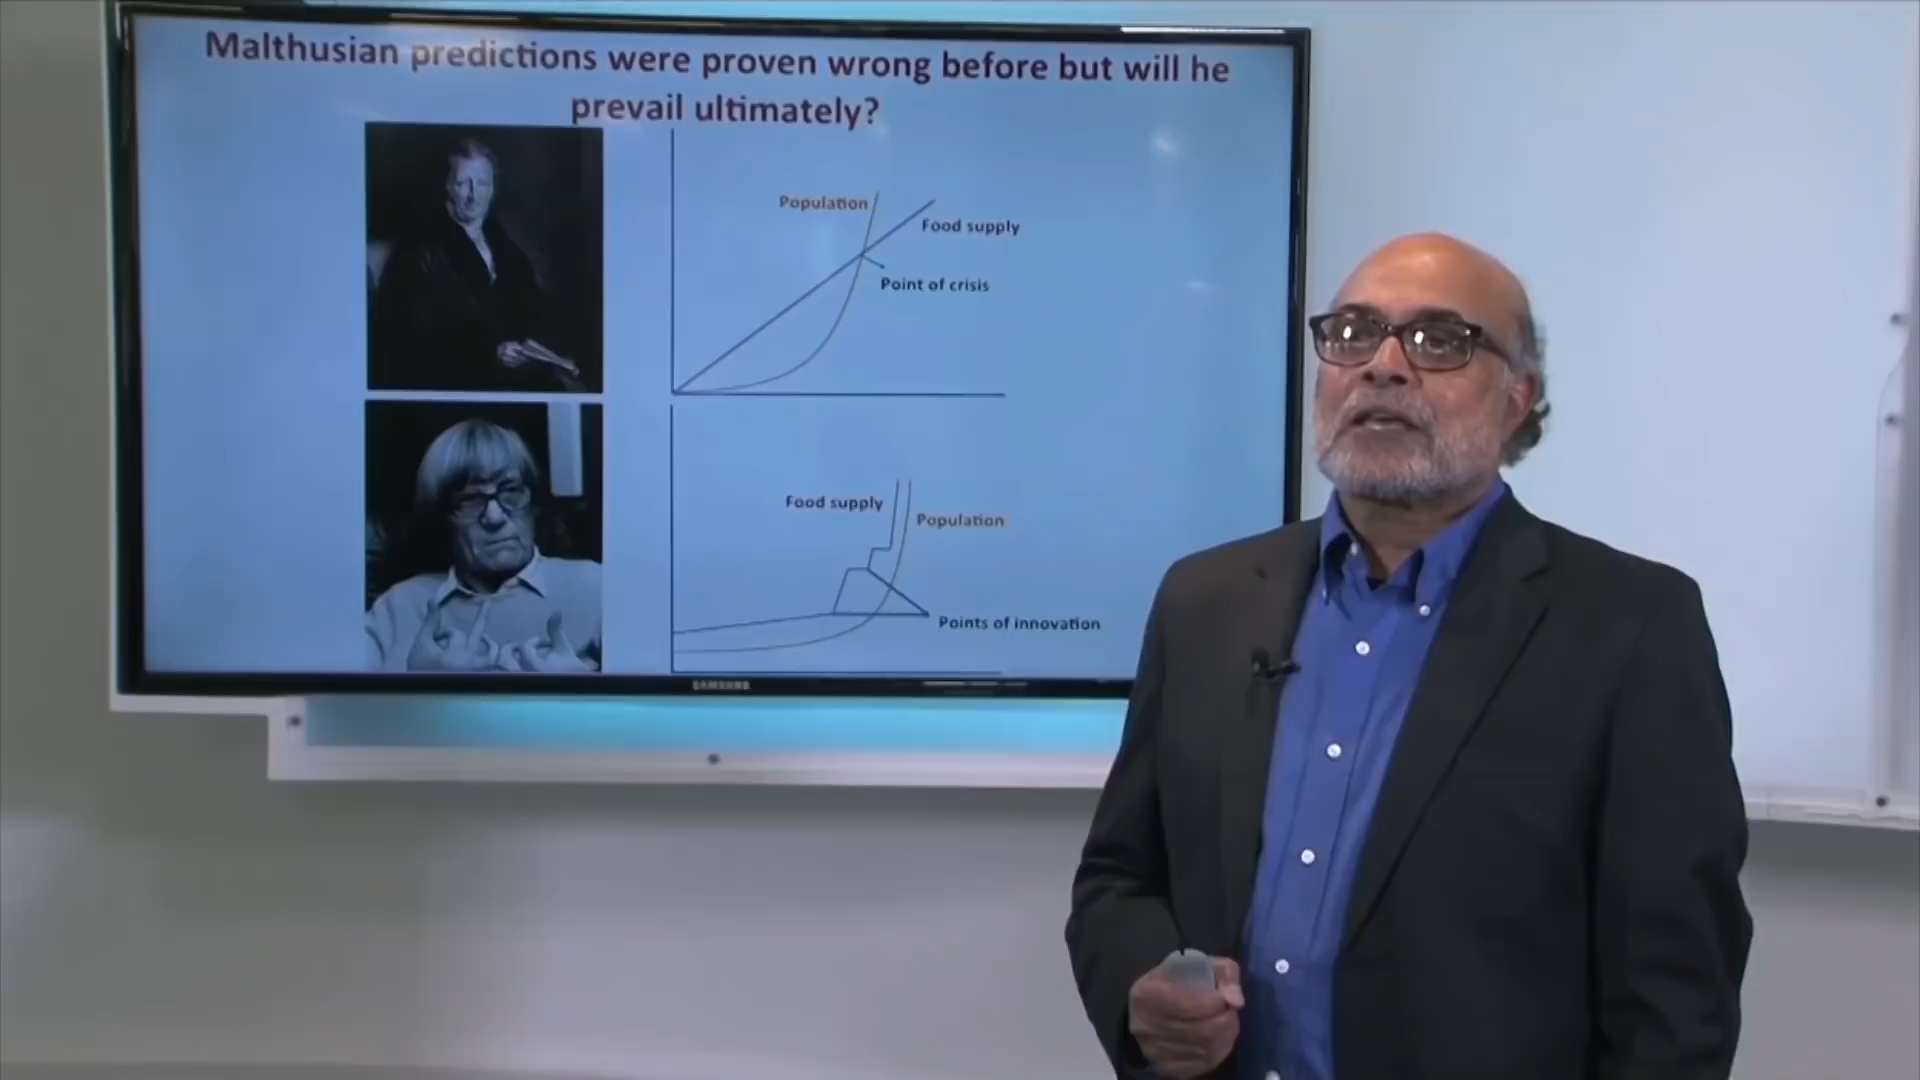 Malthusian predictions were proven wrong before but will he
prevail ultimately?
Population
Food supply
Point of crisis
Food supply
Population
Points of innovation
SAMSUNG